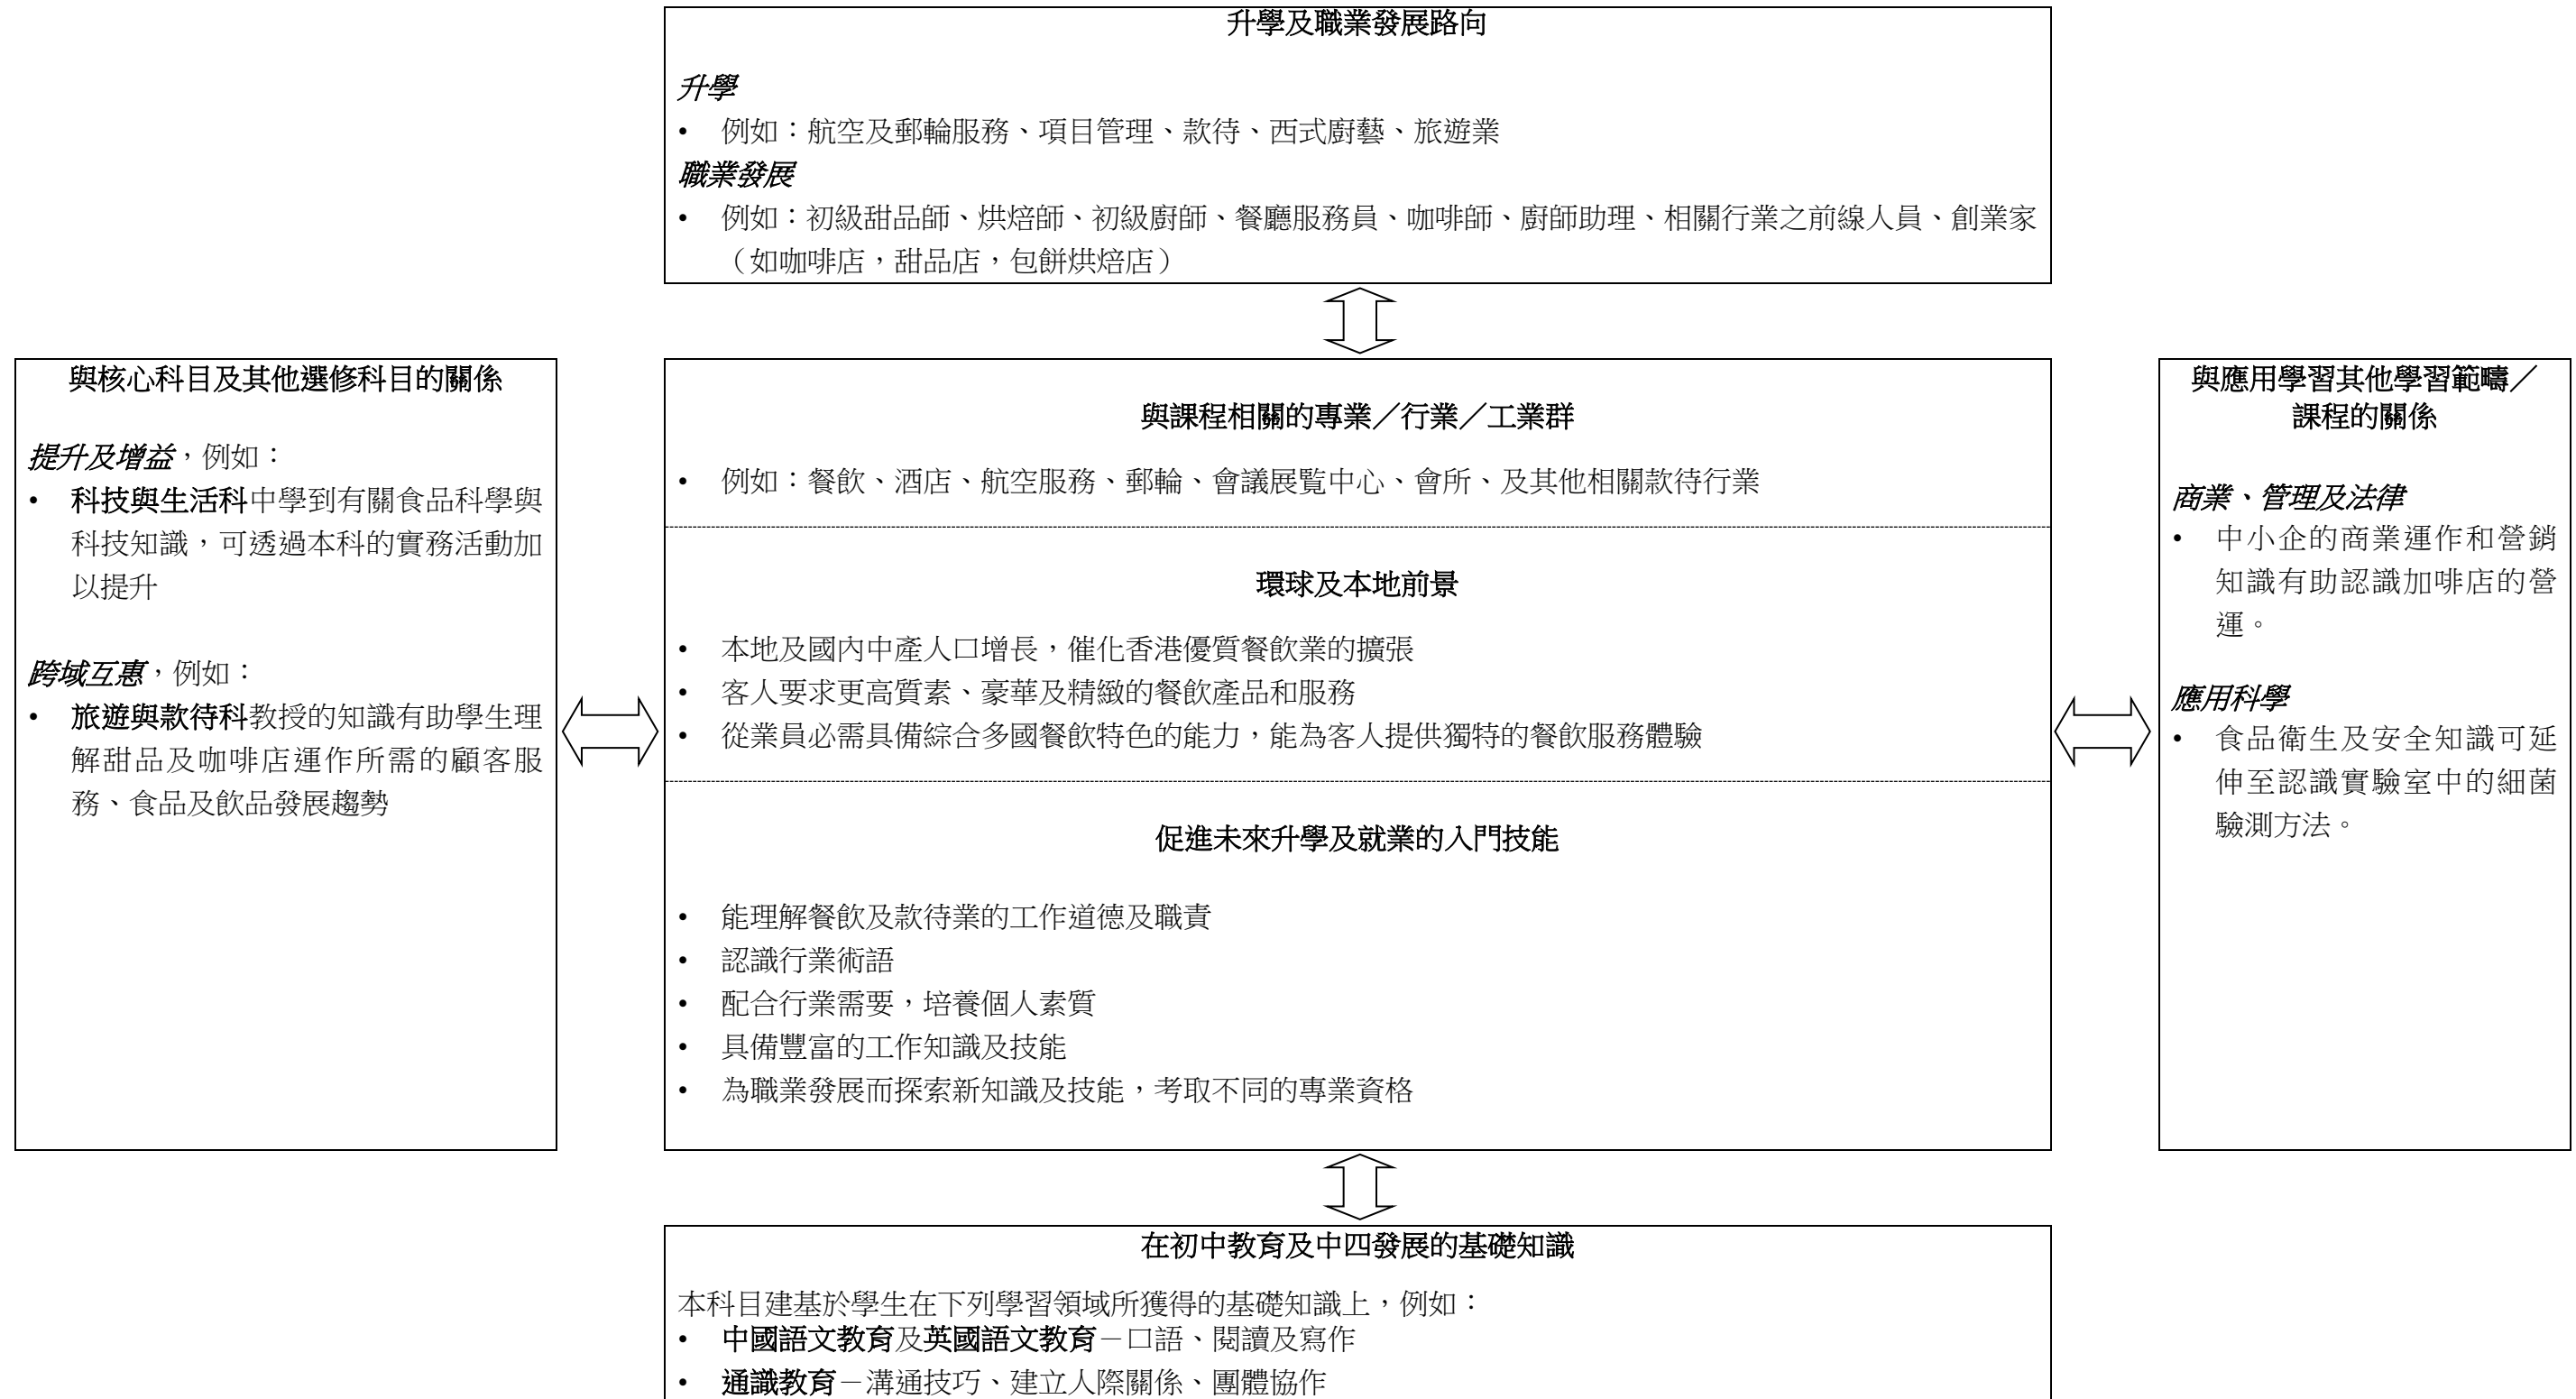 升學及職業發展路向
升學
• 例如：航空及郵輪服務、項目管理、款待、西式廚藝、旅遊業
職業發展
• 例如：初級甜品師、烘焙師、初級廚師、餐廳服務員、咖啡師、廚師助理、相關行業之前線人員、創業家
（如咖啡店，甜品店，包餅烘焙店）
與核心科目及其他選修科目的關係
提升及增益，例如：
• 科技與生活科中學到有關食品科學與
科技知識，可透過本科的實務活動加
以提升
跨域互惠，例如：
• 旅遊與款待科教授的知識有助學生理
解甜品及咖啡店運作所需的顧客服
務、食品及飲品發展趨勢
與課程相關的專業／行業／工業群
• 例如：餐飲、酒店、航空服務、郵輪、會議展覽中心、會所、及其他相關款待行業
環球及本地前景
• 本地及國內中產人口增長，催化香港優質餐飲業的擴張
• 客人要求更高質素、豪華及精緻的餐飲產品和服務
• 從業員必需具備綜合多國餐飲特色的能力，能為客人提供獨特的餐飲服務體驗
促進未來升學及就業的入門技能
• 能理解餐飲及款待業的工作道德及職責
• 認識行業術語
• 配合行業需要，培養個人素質
• 具備豐富的工作知識及技能
• 為職業發展而探索新知識及技能，考取不同的專業資格
與應用學習其他學習範疇／
課程的關係
商業、管理及法律
• 中小企的商業運作和營銷
知識有助認識加啡店的營
運。
應用科學
• 食品衛生及安全知識可延
伸至認識實驗室中的細菌
驗測方法。
在初中教育及中四發展的基礎知識
本科目建基於學生在下列學習領域所獲得的基礎知識上，例如：
• 中國語文教育及英國語文教育－口語、閱讀及寫作
• 通識教育－溝通技巧、建立人際關係、團體協作